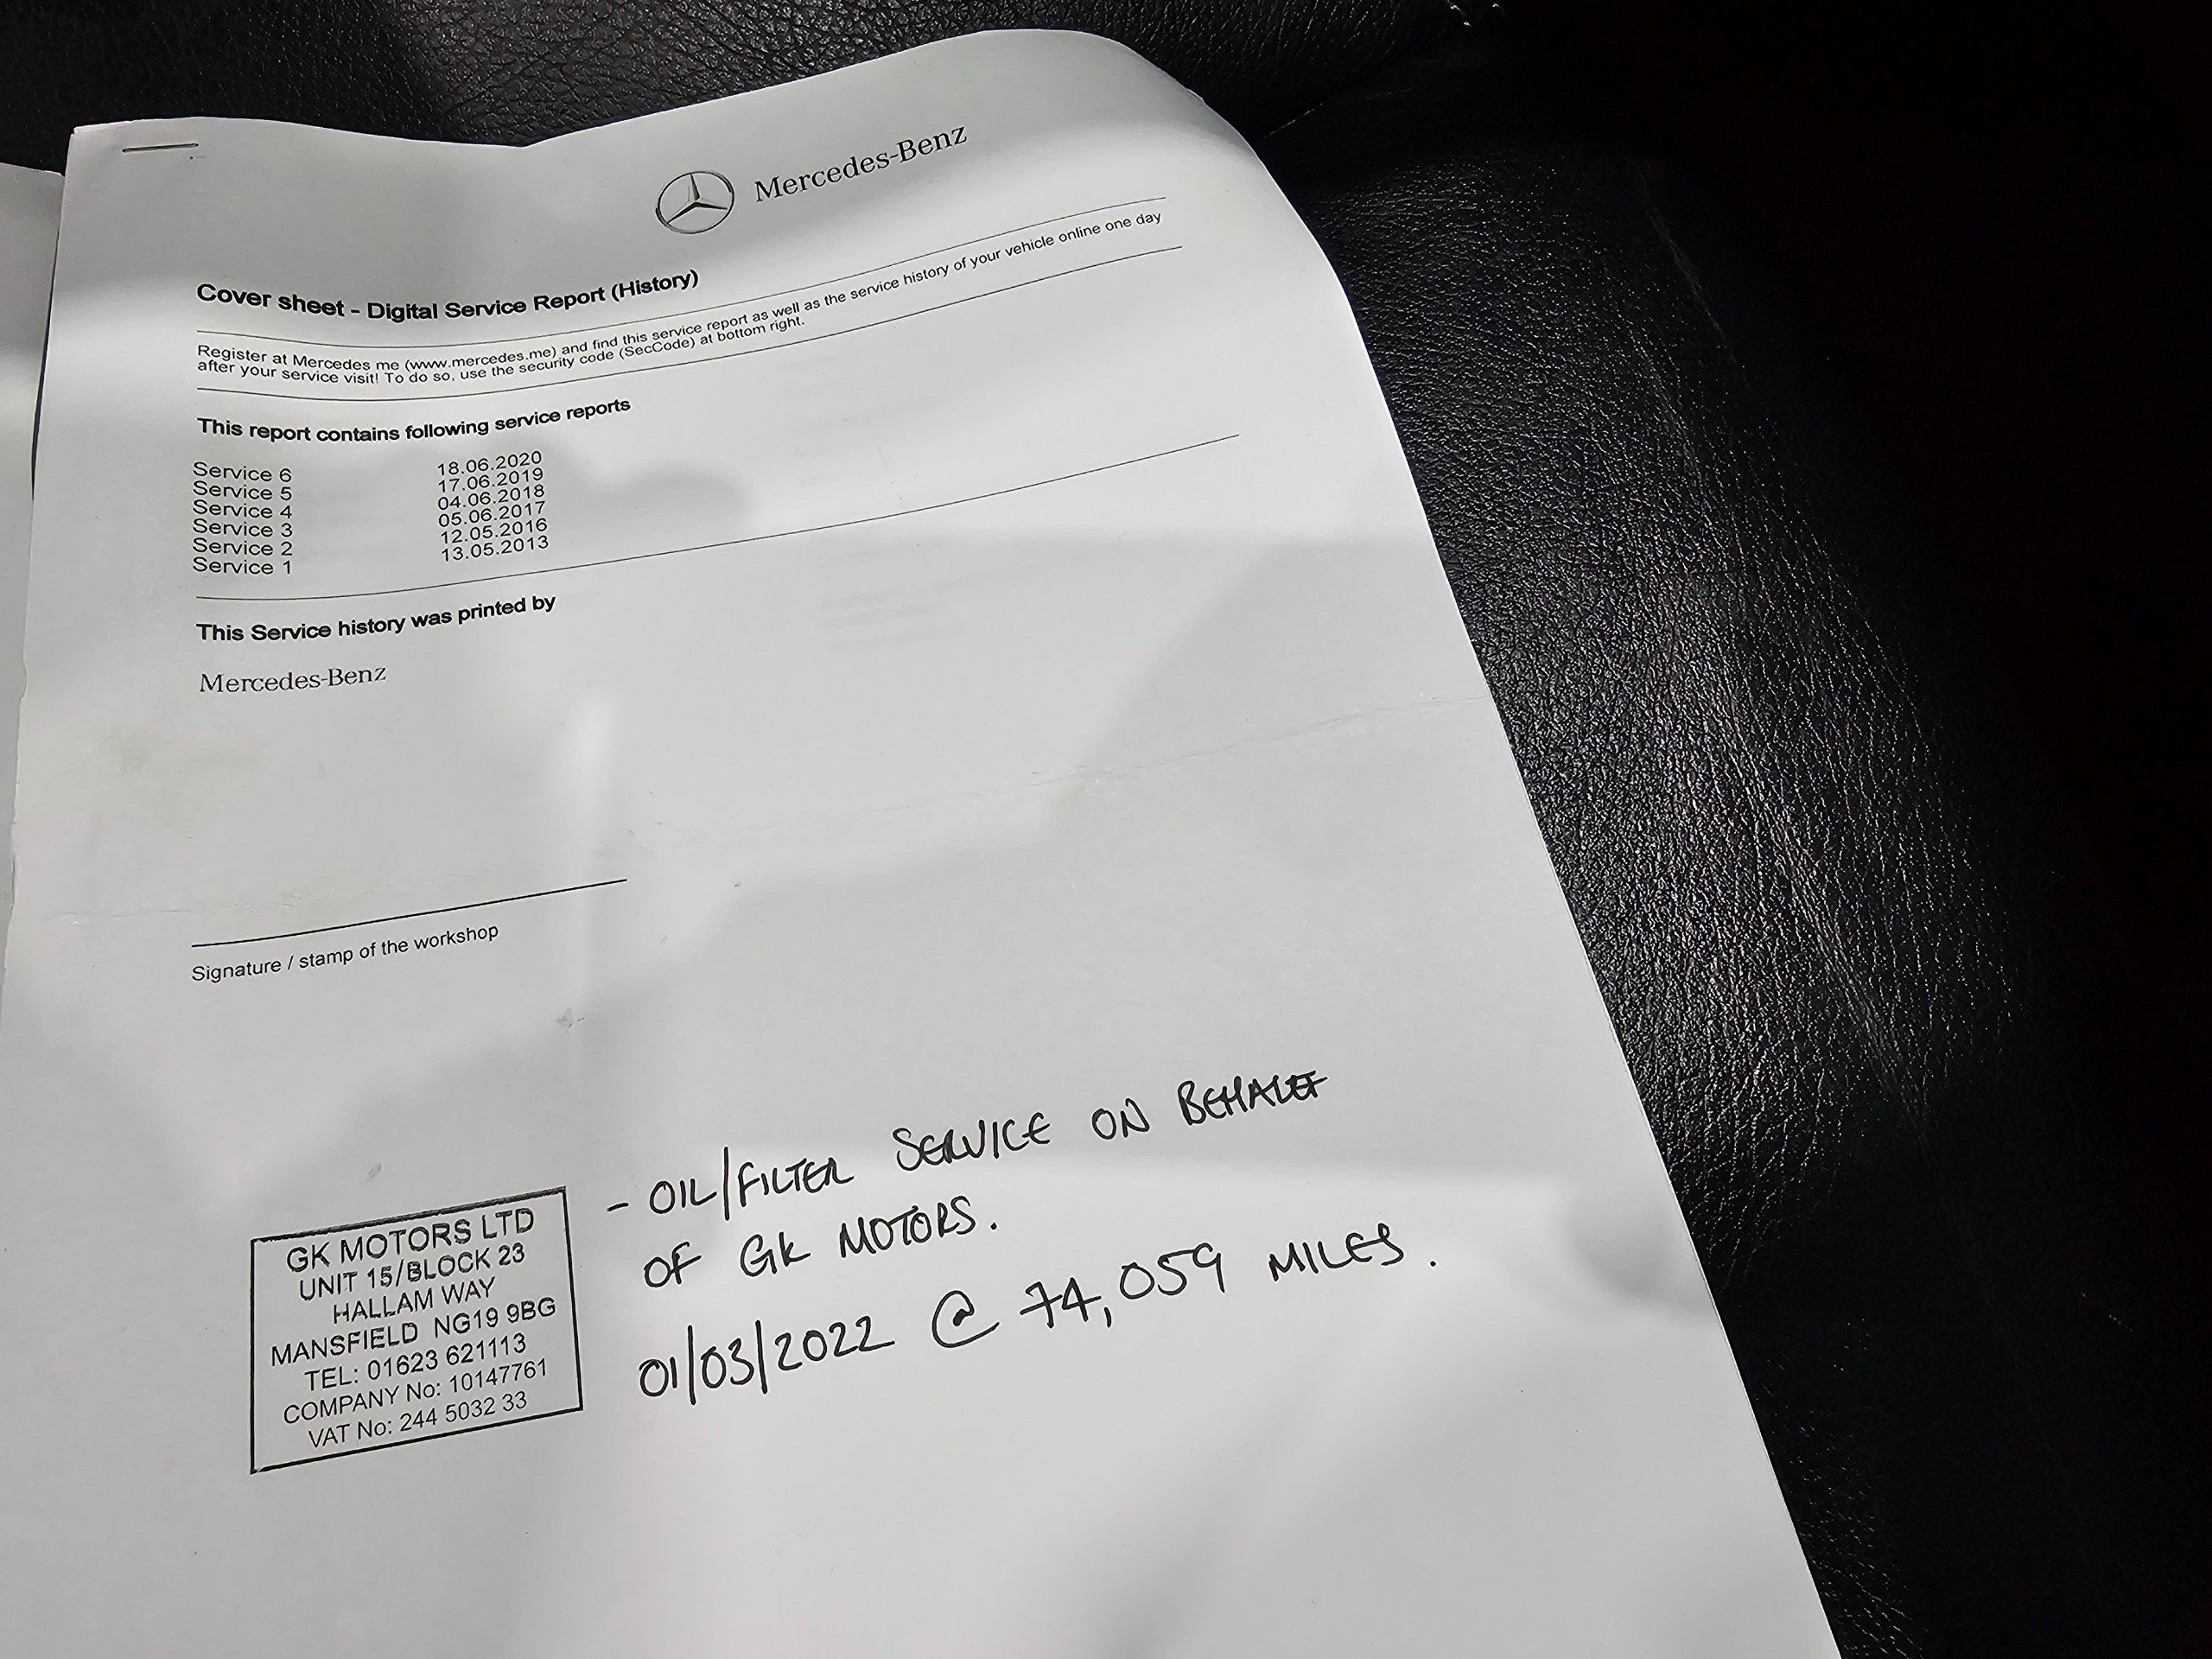 Mercedes-Benz
Cover sheet - Digital Service Report (History)
Register at Mercedes me (www.mercedes.me) and find this service report as well as the service history of your vehicle online one day
after your service visit! To do so, use the security code (SecCode) at bottom right.
This report contains following service reports
Service 6 18.06.2020
Service 5 17.06.2019
Service 4 04.06.2018
Service 3 05.06.2017
Service 2 12.05.2016
Service 1 13.05.2013
This Service history was printed by
Mercedes-Benz
Signature / stamp of the workshop
- OIL/FILTER SERVICE ON BEHALF
OF GK MOTORS.
01/03/2022 @ 74,059 MILES.
GK MOTORS LTD
UNIT 15/BLOCK 23
HALLAM WAY
MANSFIELD NG19 9BG
TEL: 01623 621113
COMPANY No: 10147761
VAT No: 244 5032 33